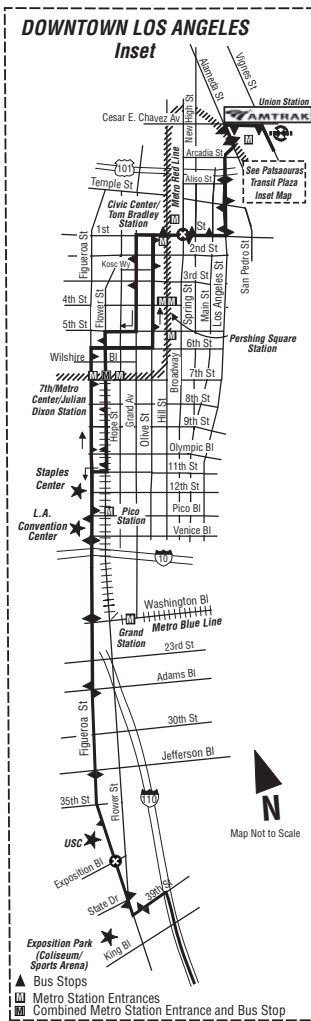 DOWNTOWN LOS ANGELES
Inset
Alameda St
Vignes St
New High St
Union Station
AMTRAK
Cesar E. Chavez Av
Arcadia St
101
Metro Red Line
Aliso St
See Patsaouras
Transit Plaza
Inset Map
Temple St
Civic Center/
Tom Bradley
Station
M
1st
St
2nd St
Figueroa St
Flower St
Kosc Wy
3rd St
Spring St
Main St
Los Angeles St
San Pedro St
4th St
5th St
6th St
Pershing Square
Station
Wilshire Bl
Broadway
7th St
7th/Metro
Center/Julian
Dixon Station
Hope St
Grand Av
Olive St
Hill St
8th St
9th St
Olympic Bl
11th St
Staples
Center
12th St
L.A.
Convention
Center
Pico
Station
Pico Bl
Venice Bl
10
Washington Bl
Metro Blue Line
Grand
Station
23rd St
Adams Bl
Figueroa St
30th St
Jefferson Bl
35th St
Flower St
110
N
Map Not to Scale
USC
Exposition Bl
39th St
State Dr
Exposition Park
(Coliseum/
Sports Arena)
King Bl
Bus Stops
M Metro Station Entrances
M Combined Metro Station Entrance and Bus Stop